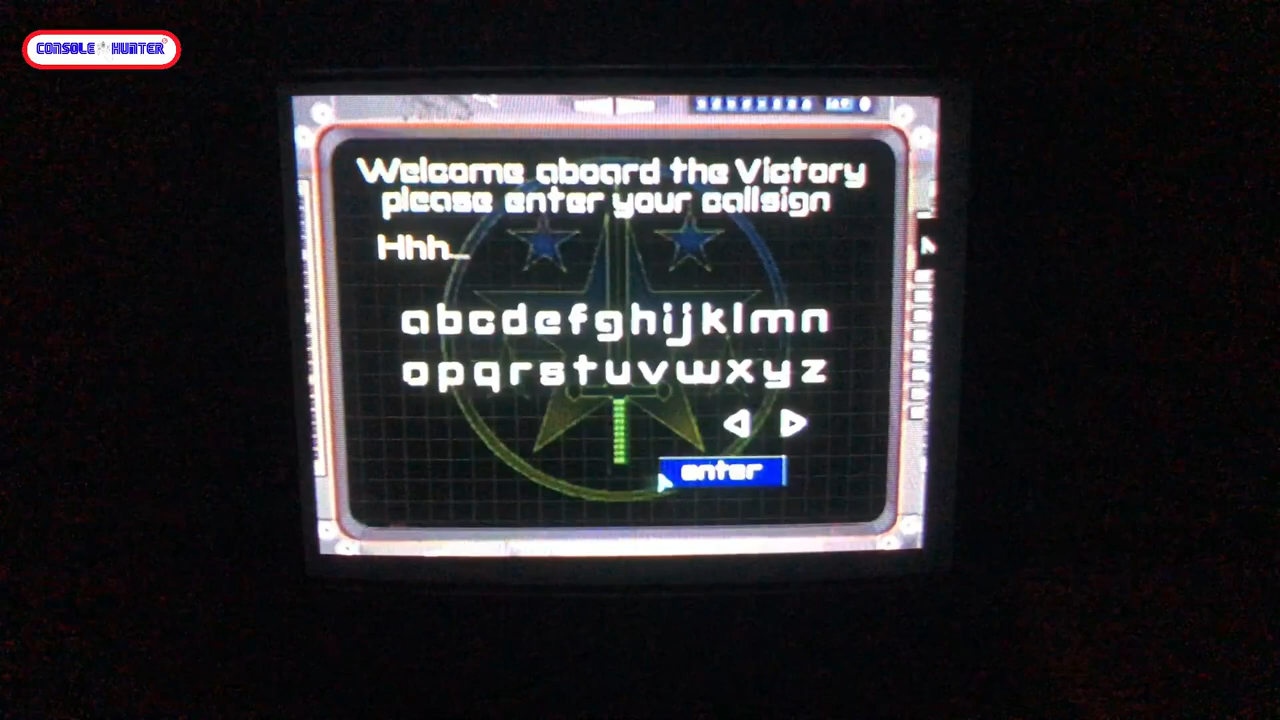 CONSOLE HUNTER
Welcome aboard the Victory
please enter your callsign
Hhh_
abcdefghijklmn
opqrstuvwxyz
enter